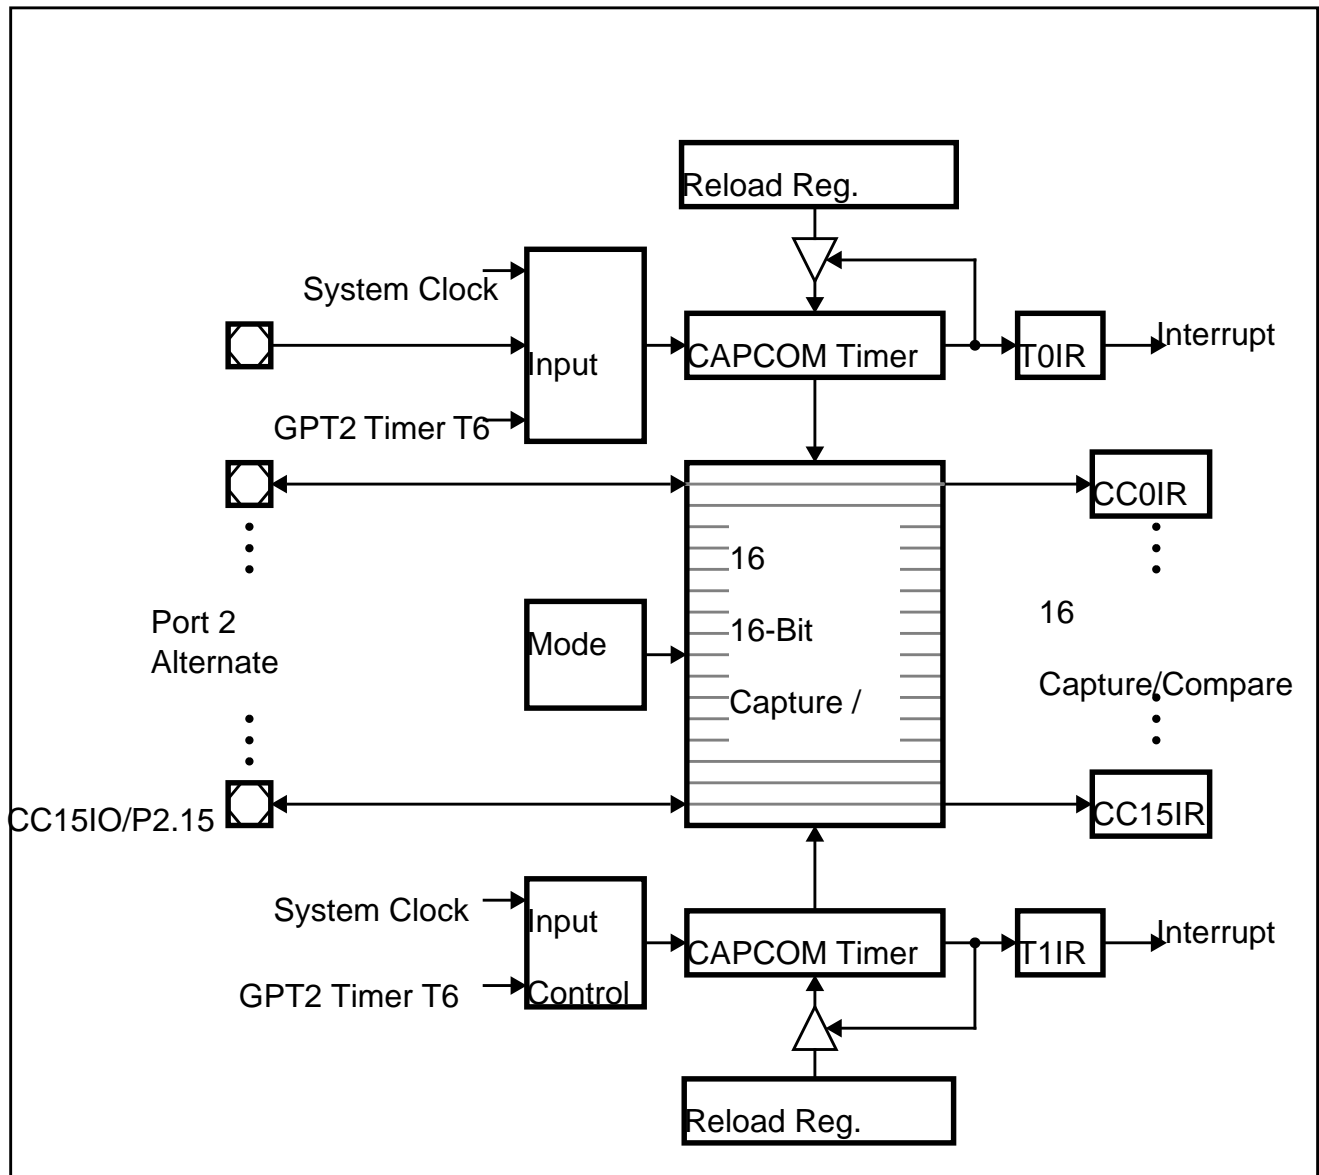 Reload Reg.
System Clock
Input
CAPCOM Timer
T0IR
Interrupt
GPT2 Timer T6
CC0IR
16
16-Bit
Capture /
Port 2
Alternate
Mode
16
Capture/Compare
CC15IO/P2.15
CC15IR
System Clock
Input
Control
CAPCOM Timer
T1IR
Interrupt
GPT2 Timer T6
Reload Reg.